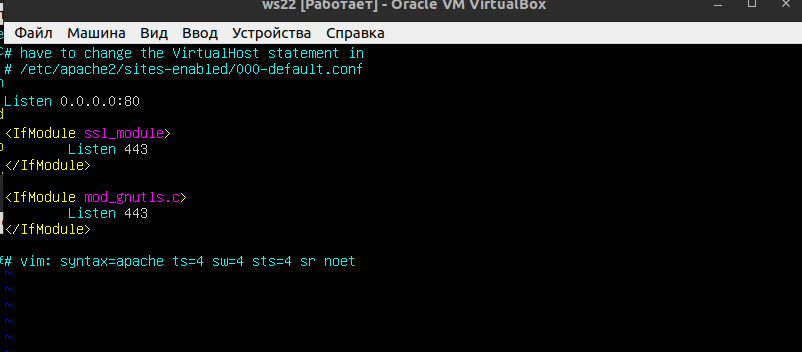 ws22 [Работает] - Oracle VM VirtualBox
Файл Машина Вид Ввод Устройства Справка
# have to change the VirtualHost statement in
# /etc/apache2/sites-enabled/000-default.conf
Listen 0.0.0.0:80
<IfModule ssl_module>
Listen 443
</IfModule>
<IfModule mod_gnutls.c>
Listen 443
</IfModule>
# vim: syntax=apache ts=4 sw=4 sts=4 sr noet
~
~
~
~
~